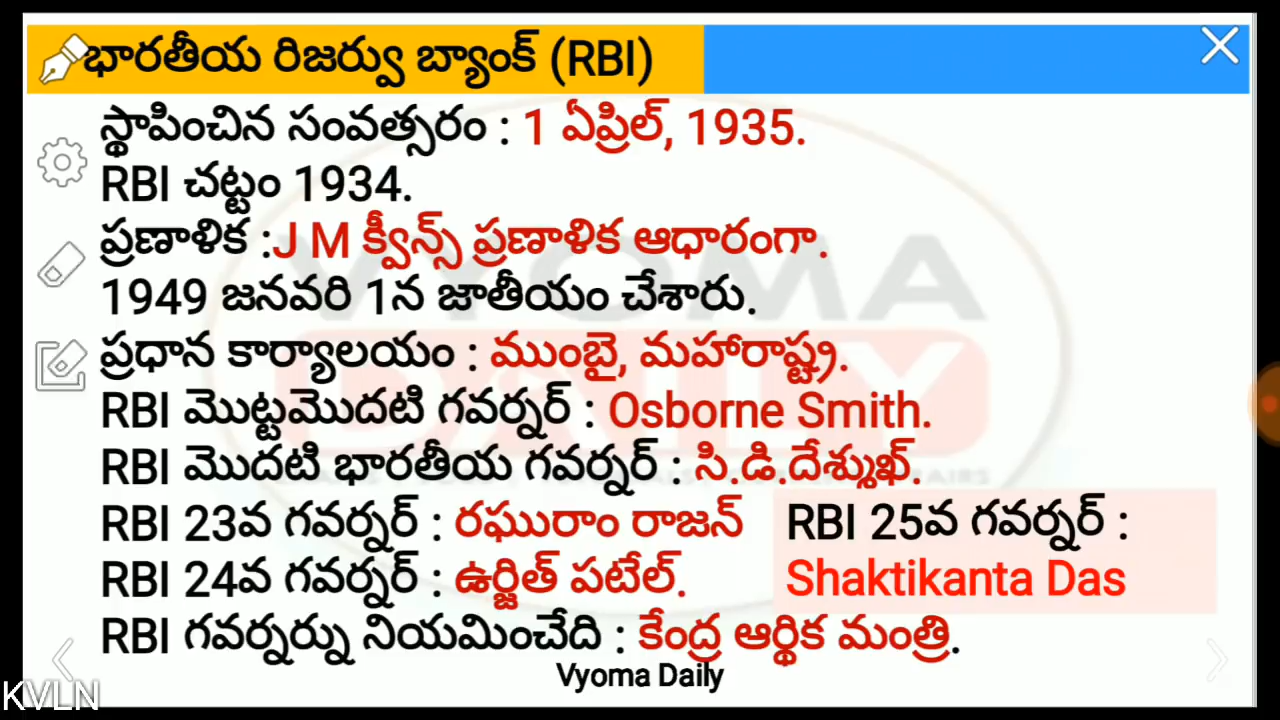 భారతీయ రిజర్వు బ్యాంక్ (RBI)
స్థాపించిన సంవత్సరం : 1 ఏప్రిల్, 1935.
RBI చట్టం 1934.
ప్రణాళిక :J M క్వీన్స్ ప్రణాళిక ఆధారంగా.
1949 జనవరి 1న జాతీయం చేశారు.
ప్రధాన కార్యాలయం : ముంబై, మహారాష్ట్ర.
RBI మొట్టమొదటి గవర్నర్ : Osborne Smith.
RBI మొదటి భారతీయ గవర్నర్ : సి.డి.దేశ్ముఖ్.
RBI 23వ గవర్నర్ : రఘురాం రాజన్
RBI 24వ గవర్నర్ : ఉర్జిత్ పటేల్.
RBI 25వ గవర్నర్ :
Shaktikanta Das
RBI గవర్నర్ను నియమించేది : కేంద్ర ఆర్థిక మంత్రి.
Vyoma Daily
KVLN
VYOMA
DAILY